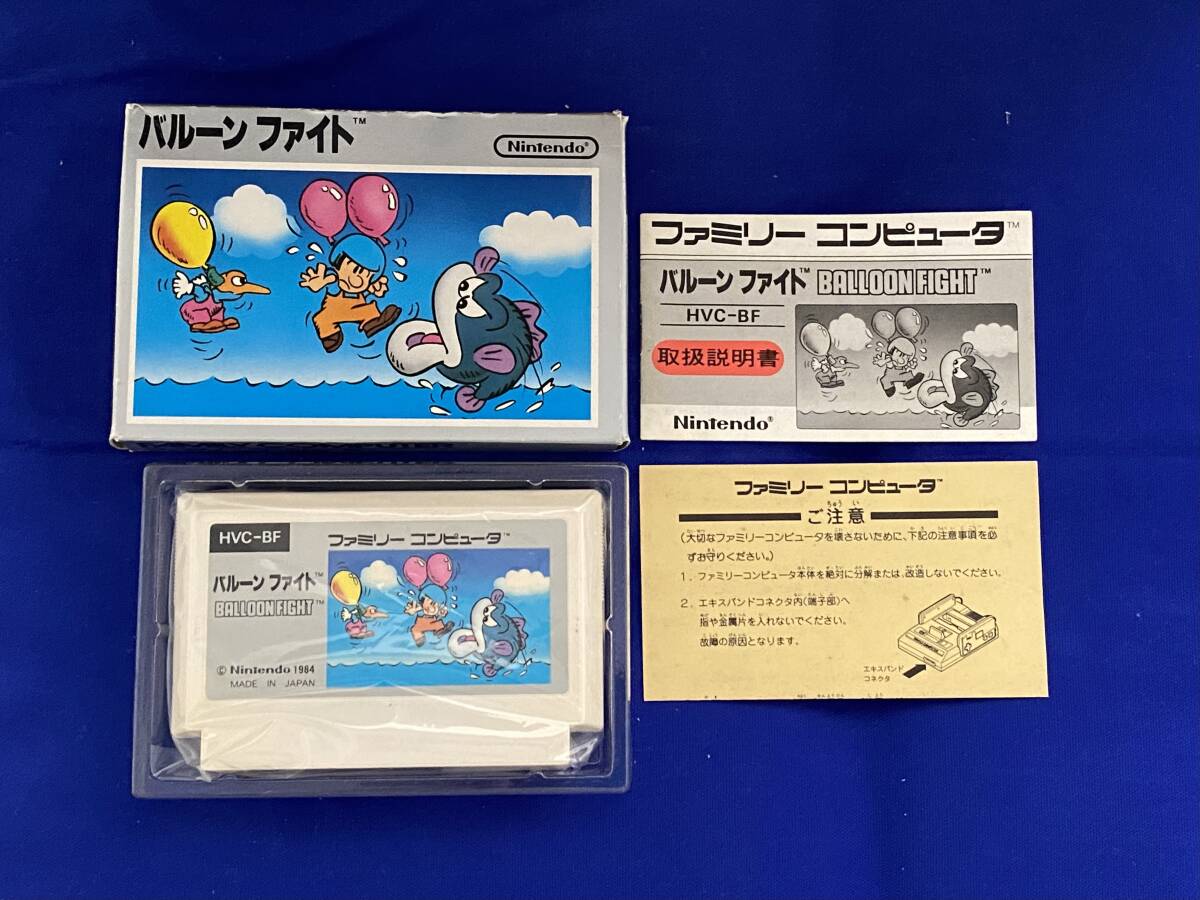 バルーン ファイト™
Nintendo®
ファミリー コンピュータ™
バルーン ファイト™ BALLOON FIGHT™
HVC-BF
取扱説明書
Nintendo®
HVC-BF
ファミリー コンピュータ™
バルーン ファイト™
BALLOON FIGHT™
© Nintendo 1984
MADE IN JAPAN
ファミリー コンピュータ™
ご注意
(大切なファミリーコンピュータを壊さないために、下記の注意事項を必
ずお守りください。)
1. ファミリーコンピュータ本体を絶対に分解または、改造しないでください。
2. エキスパンドコネクタ内(端子部)へ
指や金属片を入れないでください。
故障の原因となります。
エキスパンド
コネクタ